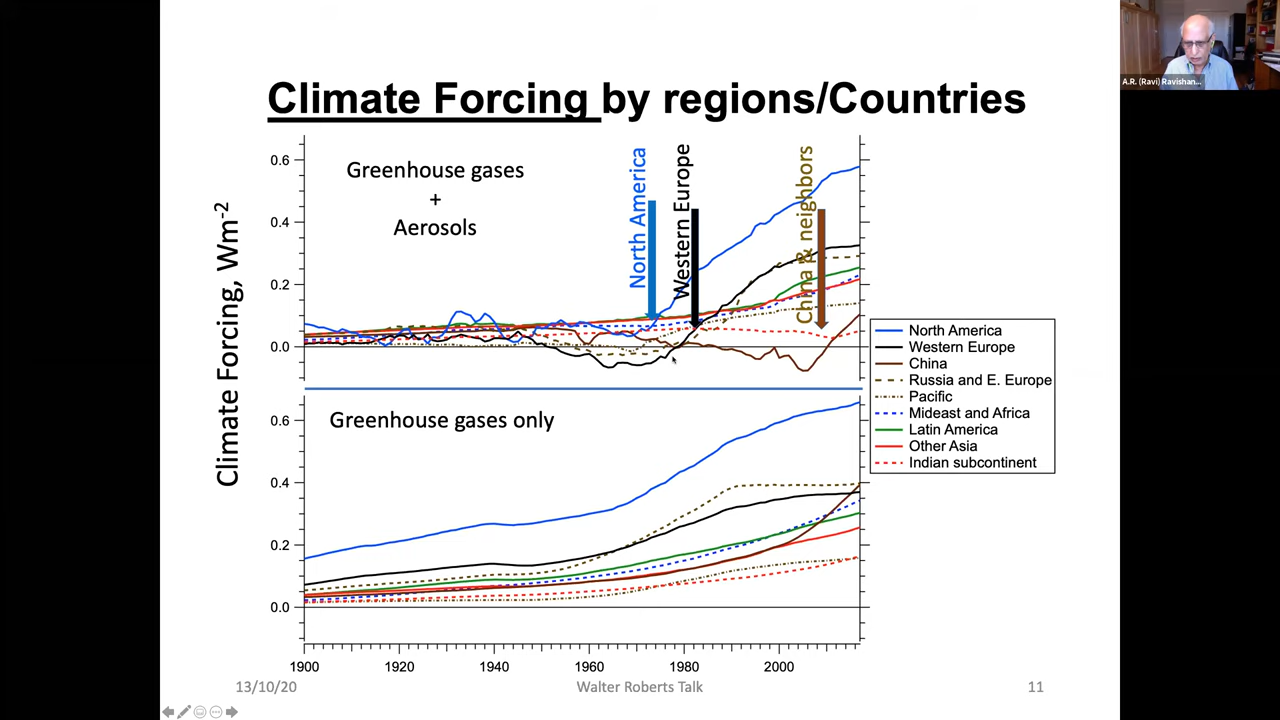 A.R. (Ravi) Ravishan...
Climate Forcing by regions/Countries
Climate Forcing, Wm-2
0.6
0.4
0.2
0.0
Greenhouse gases
+
Aerosols
North America
Western Europe
China & neighbors
0.6
0.4
0.2
0.0
Greenhouse gases only
North America
Western Europe
China
Russia and E. Europe
Pacific
Mideast and Africa
Latin America
Other Asia
Indian subcontinent
1900 1920 1940 1960 1980 2000
13/10/20 Walter Roberts Talk 11